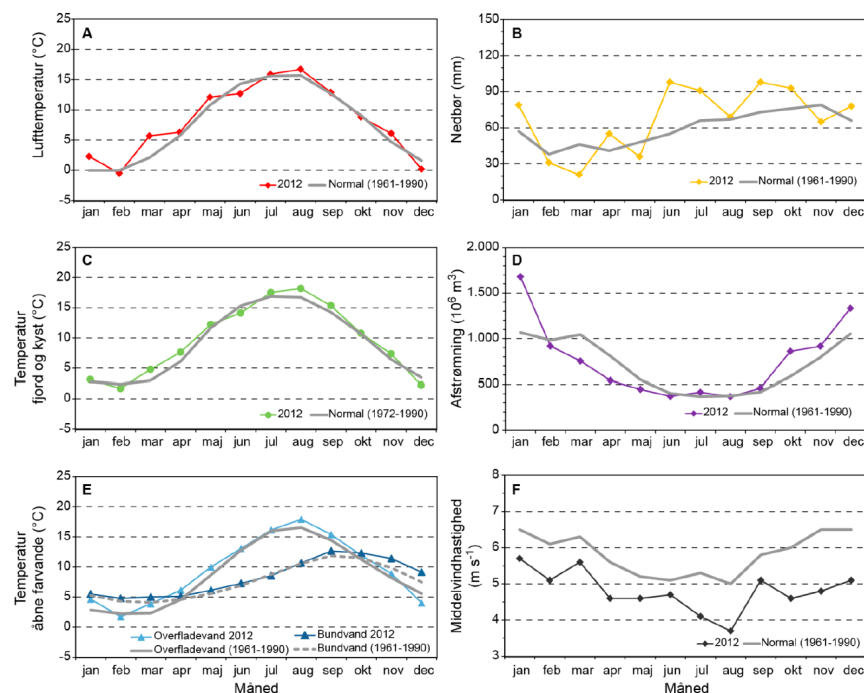 A
Lufttemperatur (°C)
25
20
15
10
5
0
-5
2012
Normal (1961-1990)
jan feb mar apr maj jun jul aug sep okt nov dec
B
Nedbør (mm)
150
120
90
60
30
0
2012
Normal (1961-1990)
jan feb mar apr maj jun jul aug sep okt nov dec
C
Temperatur
fjord og kyst (°C)
25
20
15
10
5
0
-5
2012
Normal (1972-1990)
jan feb mar apr maj jun jul aug sep okt nov dec
D
Afstrømning (10⁶ m³)
2.000
1.500
1.000
500
0
2012
Normal (1961-1990)
jan feb mar apr maj jun jul aug sep okt nov dec
E
Temperatur
åbne farvande (°C)
25
20
15
10
5
0
-5
Overfladevand 2012
Bundvand 2012
Overfladevand (1961-1990)
Bundvand (1961-1990)
jan feb mar apr maj jun jul aug sep okt nov dec
Måned
F
Middelvindhastighed
(m s⁻¹)
8
7
6
5
4
3
2012
Normal (1961-1990)
jan feb mar apr maj jun jul aug sep okt nov dec
Måned